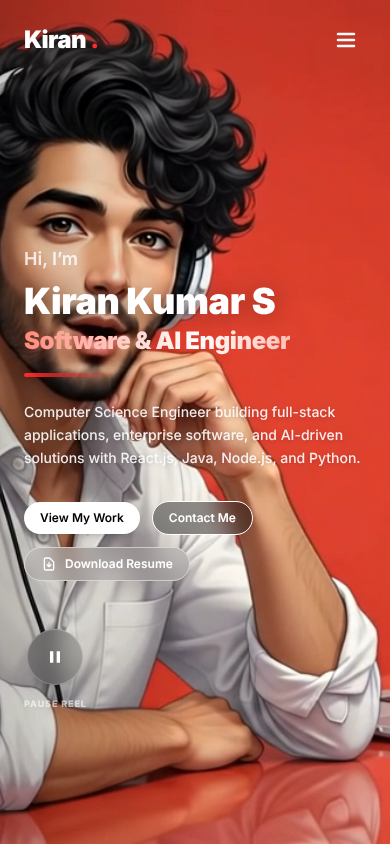 Kiran .
Hi, I'm
Kiran Kumar S
Software & AI Engineer
Computer Science Engineer building full-stack
applications, enterprise software, and AI-driven
solutions with React.js, Java, Node.js, and Python.
View My Work
Contact Me
Download Resume
PAUSE REEL